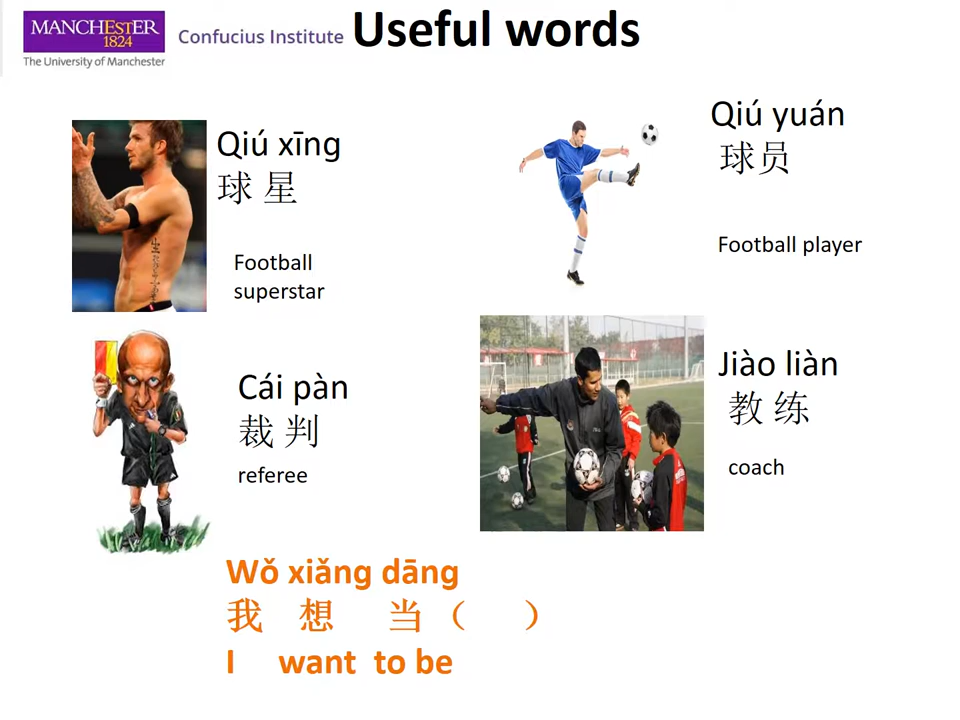 MANCHESTER
1824
The University of Manchester
Confucius Institute
Useful words
Qiú xīng
球 星
Football
superstar
Qiú yuán
球员
Football player
Cái pàn
裁 判
referee
Jiào liàn
教 练
coach
Wǒ xiǎng dāng
我 想 当 （ ）
I want to be